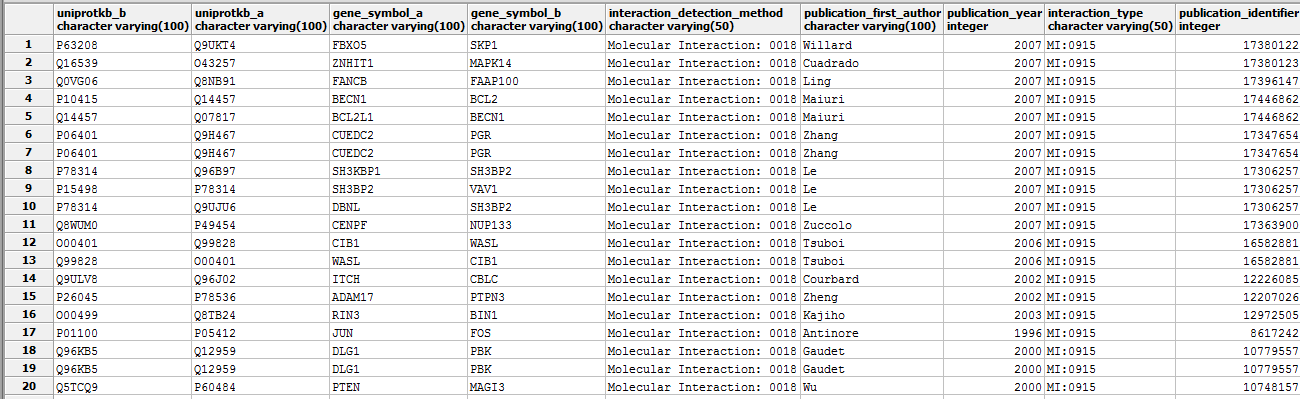 uniprotkb_b uniprotkb_a gene_symbol_a gene_symbol_b interaction_detection_method publication_first_author publication_year interaction_type publication_identifier
character varying(100) character varying(100) character varying(100) character varying(100) character varying(50) character varying(100) integer character varying(50) integer
1 P63208 Q9UKT4 FBXO5 SKP1 Molecular Interaction: 0018 Willard 2007 MI:0915 17380122
2 Q16539 O43257 ZNHIT1 MAPK14 Molecular Interaction: 0018 Cuadrado 2007 MI:0915 17380123
3 Q0VG06 Q8NB91 FANCB FAAP100 Molecular Interaction: 0018 Ling 2007 MI:0915 17396147
4 P10415 Q14457 BECN1 BCL2 Molecular Interaction: 0018 Maiuri 2007 MI:0915 17446862
5 Q14457 Q07817 BCL2L1 BECN1 Molecular Interaction: 0018 Maiuri 2007 MI:0915 17446862
6 P06401 Q9H467 CUEDC2 PGR Molecular Interaction: 0018 Zhang 2007 MI:0915 17347654
7 P06401 Q9H467 CUEDC2 PGR Molecular Interaction: 0018 Zhang 2007 MI:0915 17347654
8 P78314 Q96B97 SH3KBP1 SH3BP2 Molecular Interaction: 0018 Le 2007 MI:0915 17306257
9 P15498 P78314 SH3BP2 VAV1 Molecular Interaction: 0018 Le 2007 MI:0915 17306257
10 P78314 Q9UJU6 DBNL SH3BP2 Molecular Interaction: 0018 Le 2007 MI:0915 17306257
11 Q8WUM0 P49454 CENPF NUP133 Molecular Interaction: 0018 Zuccolo 2007 MI:0915 17363900
12 O00401 Q99828 CIB1 WASL Molecular Interaction: 0018 Tsuboi 2006 MI:0915 16582881
13 Q99828 O00401 WASL CIB1 Molecular Interaction: 0018 Tsuboi 2006 MI:0915 16582881
14 Q9ULV8 Q96J02 ITCH CBLC Molecular Interaction: 0018 Courbard 2002 MI:0915 12226085
15 P26045 P78536 ADAM17 PTPN3 Molecular Interaction: 0018 Zheng 2002 MI:0915 12207026
16 O00499 Q8TB24 RIN3 BIN1 Molecular Interaction: 0018 Kajiho 2003 MI:0915 12972505
17 P01100 P05412 JUN FOS Molecular Interaction: 0018 Antinore 1996 MI:0915 8617242
18 Q96KB5 Q12959 DLG1 PBK Molecular Interaction: 0018 Gaudet 2000 MI:0915 10779557
19 Q96KB5 Q12959 DLG1 PBK Molecular Interaction: 0018 Gaudet 2000 MI:0915 10779557
20 Q5TCQ9 P60484 PTEN MAGI3 Molecular Interaction: 0018 Wu 2000 MI:0915 10748157